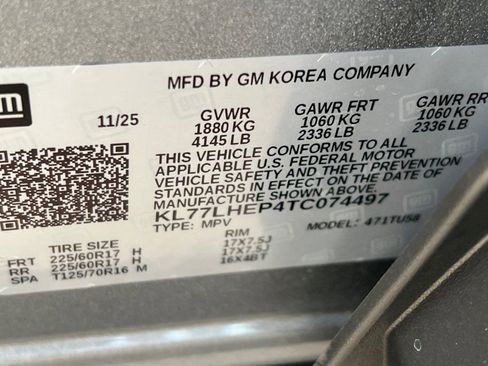 MFD BY GM KOREA COMPANY
gm
11/25
GVWR GAWR FRT GAWR RR
1880 KG 1060 KG 1060 KG
4145 LB 2336 LB 2336 LB
THIS VEHICLE CONFORMS TO ALL
APPLICABLE U.S. FEDERAL MOTOR
VEHICLE SAFETY AND THEFT PREVENTION
STANDARDS IN EFFECT ON THE DATE OF
MANUFACTURE SHOWN ABOVE.
KL77LHEP4TC074497
TYPE: MPV MODEL: 471TU58
TIRE SIZE RIM
FRT 225/60R17 H 17X7.5J
RR 225/60R17 H 17X7.5J
SPA T125/70R16 M 16X4BT